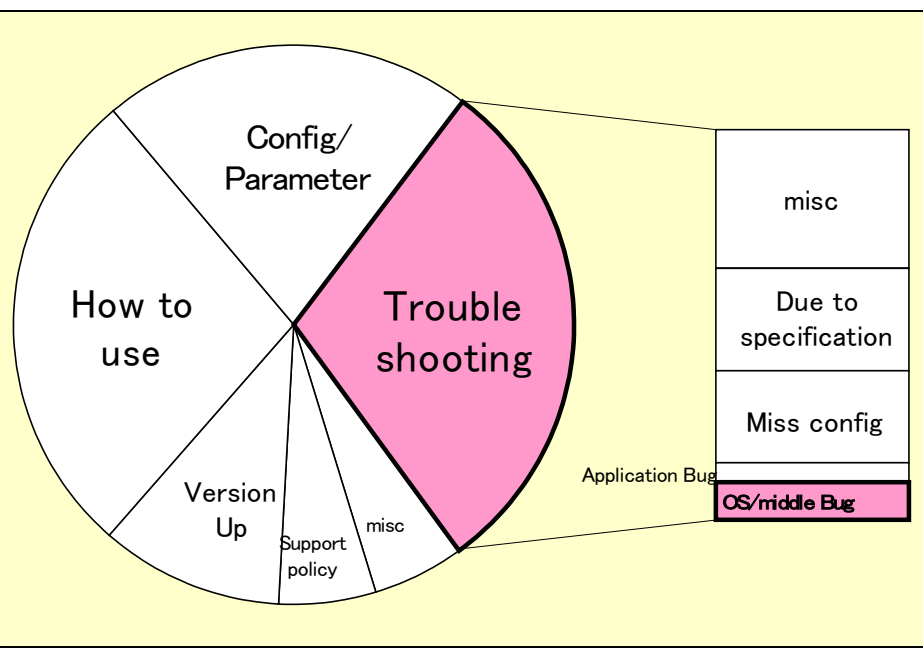 Config/
Parameter
How to
use
Trouble
shooting
Version
Up
Support
policy
misc
misc
Due to
specification
Miss config
Application Bug
OS/middle Bug